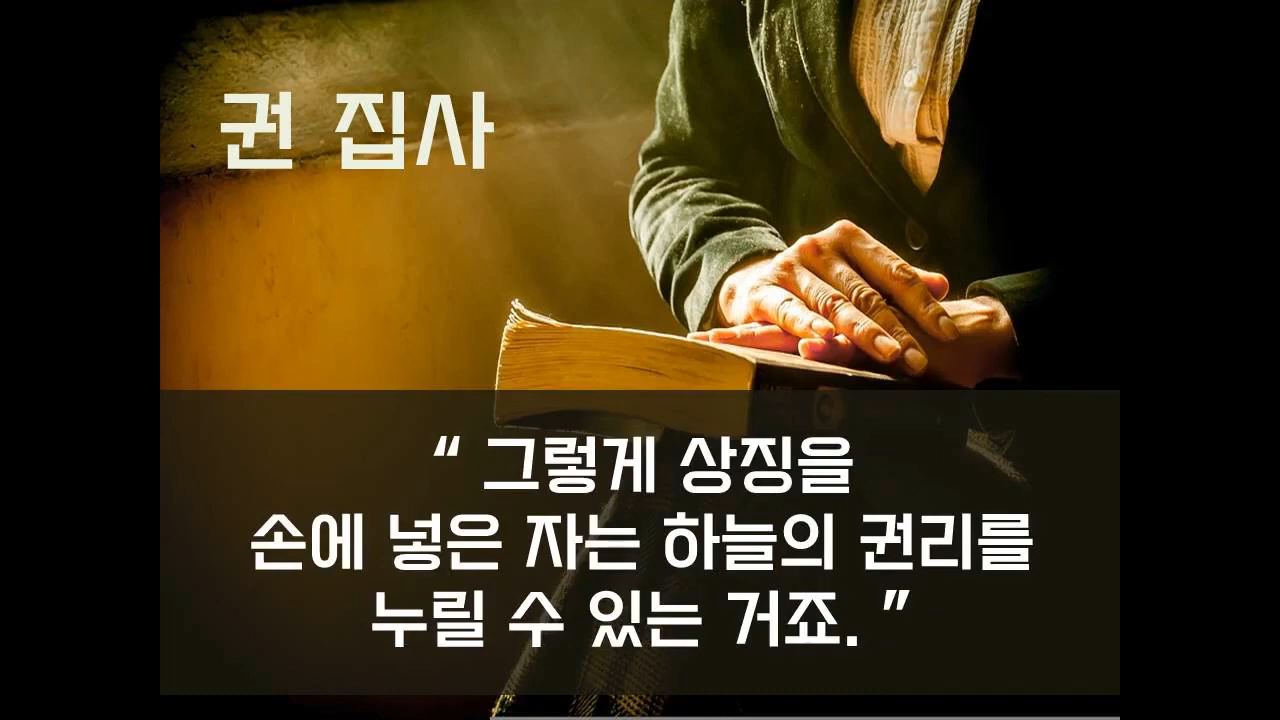 권 집사
“ 그렇게 상징을
손에 넣은 자는 하늘의 권리를
누릴 수 있는 거죠. ”